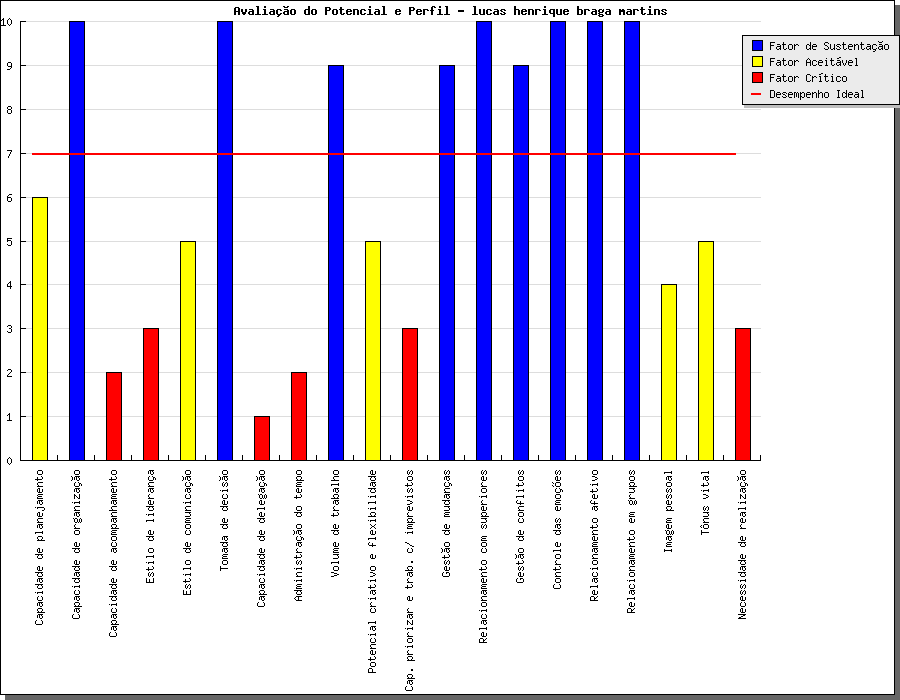 Avaliação do Potencial e Perfil - lucas henrique braga martins
Fator de Sustentação
Fator Aceitável
Fator Crítico
Desempenho Ideal
10
9
8
7
6
5
4
3
2
1
0
Capacidade de planejamento
Capacidade de organização
Capacidade de acompanhamento
Estilo de liderança
Estilo de comunicação
Tomada de decisão
Capacidade de delegação
Administração do tempo
Volume de trabalho
Potencial criativo e flexibilidade
Cap. priorizar e trab. c/ imprevistos
Gestão de mudanças
Relacionamento com superiores
Gestão de conflitos
Controle das emoções
Relacionamento afetivo
Relacionamento em grupos
Imagem pessoal
Tônus vital
Necessidade de realização